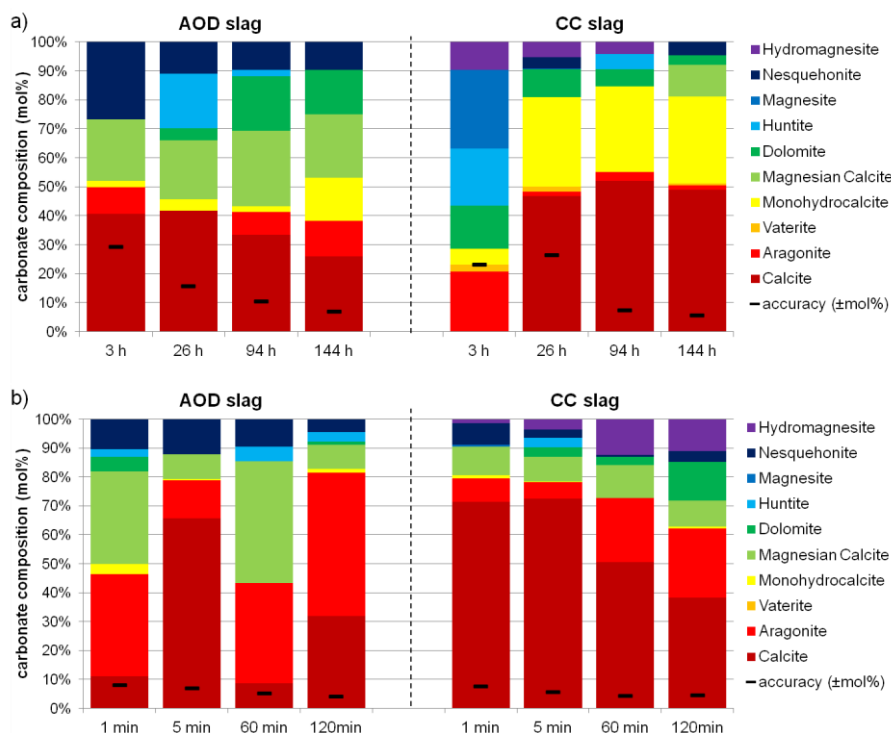 a)
AOD slag
CC slag
carbonate composition (mol%)
100%
90%
80%
70%
60%
50%
40%
30%
20%
10%
0%
3 h
26 h
94 h
144 h
3 h
26 h
94 h
144 h
Hydromagnesite
Nesquehonite
Magnesite
Huntite
Dolomite
Magnesian Calcite
Monohydrocalcite
Vaterite
Aragonite
Calcite
accuracy (±mol%)
b)
AOD slag
CC slag
carbonate composition (mol%)
100%
90%
80%
70%
60%
50%
40%
30%
20%
10%
0%
1 min
5 min
60 min
120min
1 min
5 min
60 min
120min
Hydromagnesite
Nesquehonite
Magnesite
Huntite
Dolomite
Magnesian Calcite
Monohydrocalcite
Vaterite
Aragonite
Calcite
accuracy (±mol%)